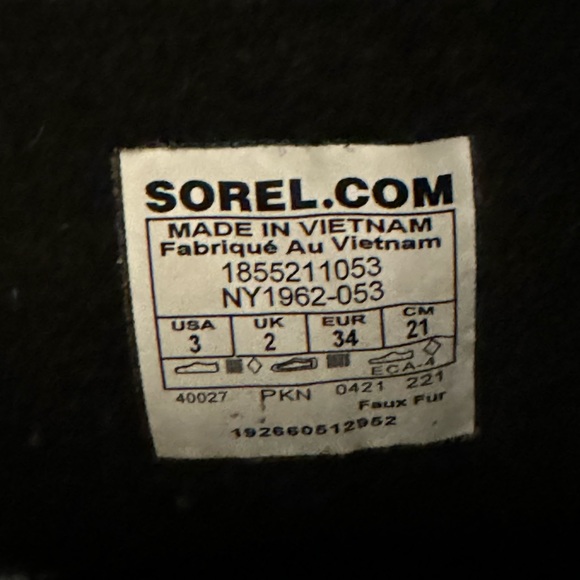 SOREL.COM
MADE IN VIETNAM
Fabriqué Au Vietnam
1855211053
NY1962-053
USA UK EUR CM
3 2 34 21
ECA-4
40027 PKN 0421 221
Faux Fur
192660512952